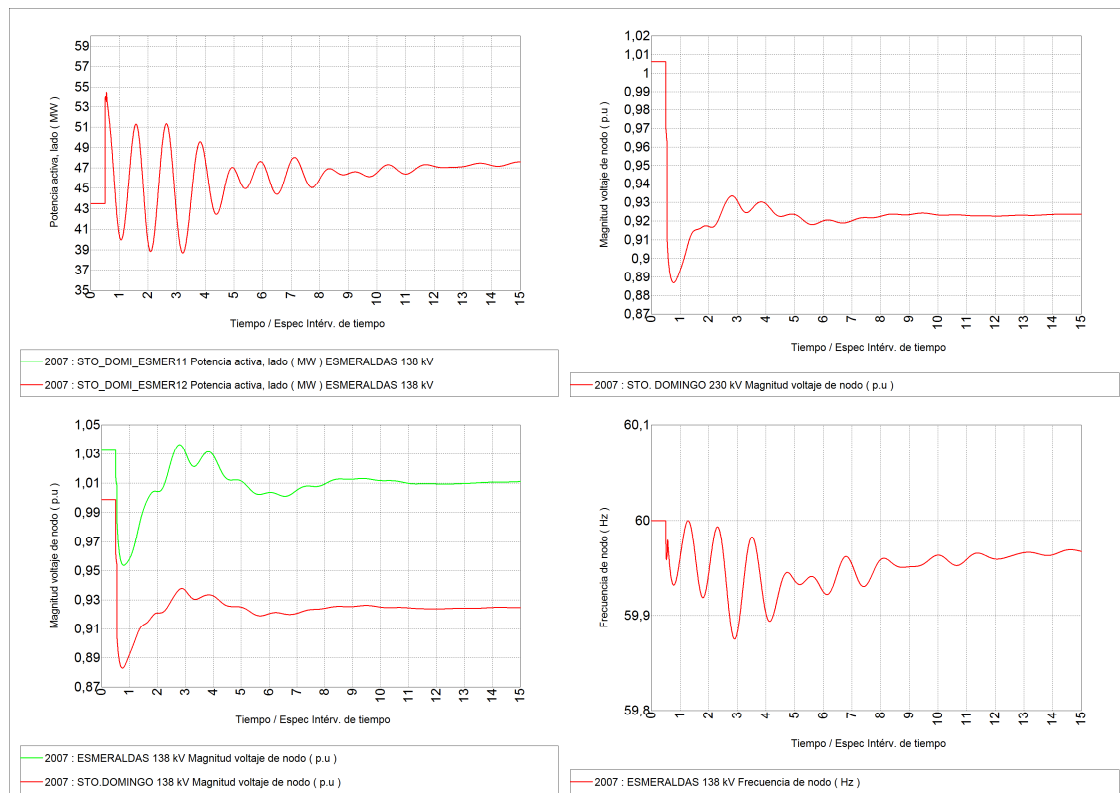 59
57
55
53
51
49
47
45
43
41
39
37
35
Potencia activa, lado ( MW )
0 1 2 3 4 5 6 7 8 9 10 11 12 13 14 15
Tiempo / Espec Intérv. de tiempo
2007 : STO_DOMI_ESMER11 Potencia activa, lado ( MW ) ESMERALDAS 138 kV
2007 : STO_DOMI_ESMER12 Potencia activa, lado ( MW ) ESMERALDAS 138 kV
1,02
1,01
1
0,99
0,98
0,97
0,96
0,95
0,94
0,93
0,92
0,91
0,9
0,89
0,88
0,87
Magnitud voltaje de nodo ( p.u )
0 1 2 3 4 5 6 7 8 9 10 11 12 13 14 15
Tiempo / Espec Intérv. de tiempo
2007 : STO. DOMINGO 230 kV Magnitud voltaje de nodo ( p.u )
1,05
1,03
1,01
0,99
0,97
0,95
0,93
0,91
0,89
0,87
Magnitud voltaje de nodo ( p.u )
0 1 2 3 4 5 6 7 8 9 10 11 12 13 14 15
Tiempo / Espec Intérv. de tiempo
2007 : ESMERALDAS 138 kV Magnitud voltaje de nodo ( p.u )
2007 : STO.DOMINGO 138 kV Magnitud voltaje de nodo ( p.u )
60,1
60
59,9
59,8
Frecuencia de nodo ( Hz )
0 1 2 3 4 5 6 7 8 9 10 11 12 13 14 15
Tiempo / Espec Intérv. de tiempo
2007 : ESMERALDAS 138 kV Frecuencia de nodo ( Hz )